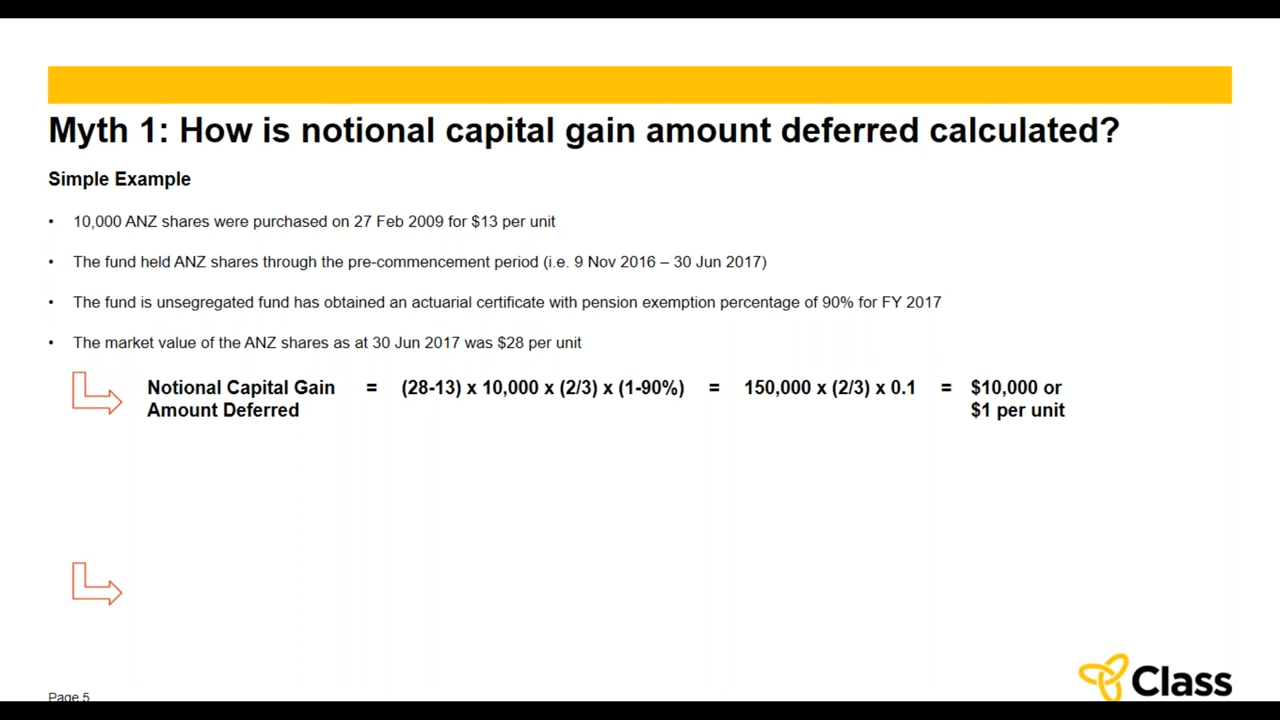 Myth 1: How is notional capital gain amount deferred calculated?
Simple Example
• 10,000 ANZ shares were purchased on 27 Feb 2009 for $13 per unit
• The fund held ANZ shares through the pre-commencement period (i.e. 9 Nov 2016 – 30 Jun 2017)
• The fund is unsegregated fund has obtained an actuarial certificate with pension exemption percentage of 90% for FY 2017
• The market value of the ANZ shares as at 30 Jun 2017 was $28 per unit
Notional Capital Gain = (28-13) x 10,000 x (2/3) x (1-90%) = 150,000 x (2/3) x 0.1 = $10,000 or
Amount Deferred $1 per unit
Class
Page 5